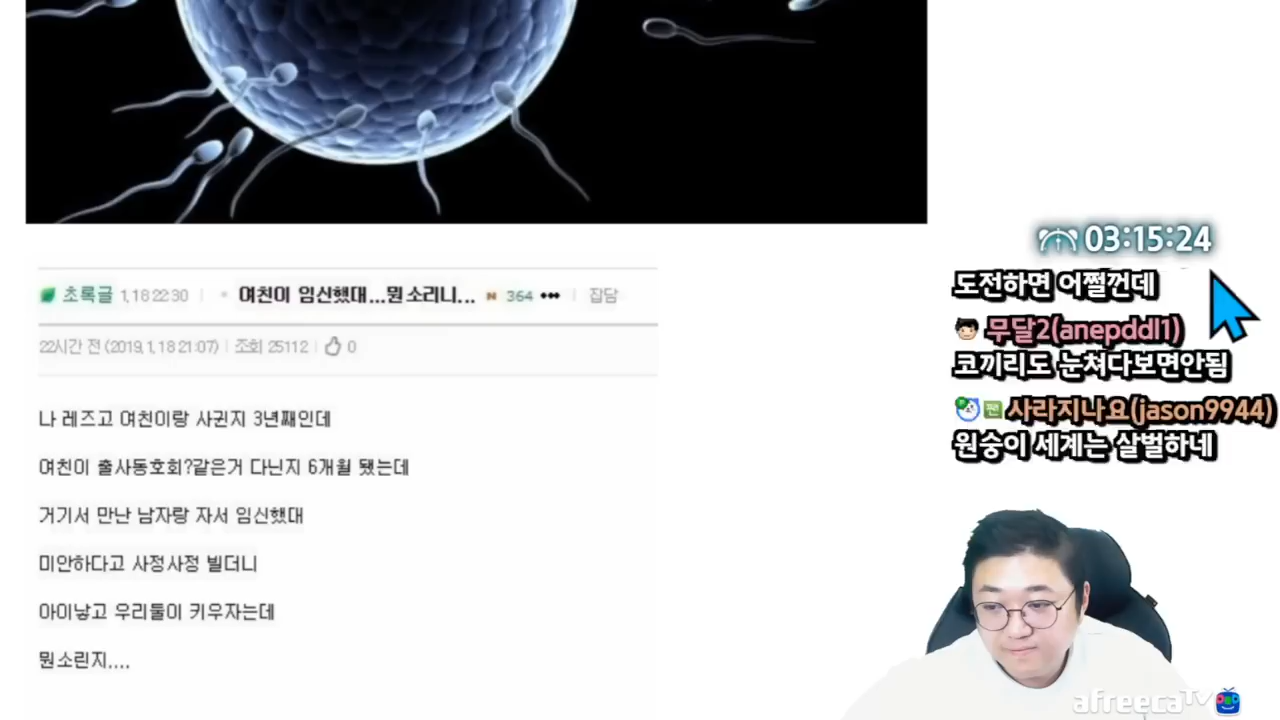 초록글 1,18 22:30 여친이 임신했대...뭔 소리니... N 364 ••• 잡담
22시간 전 (2019.1.18 21:07) 조회 25112 0
나 레즈고 여친이랑 사귄지 3년째인데
여친이 출사동호회?같은거 다닌지 6개월 됐는데
거기서 만난 남자랑 자서 임신했대
미안하다고 사정사정 빌더니
아이낳고 우리둘이 키우자는데
뭔소린지....
03:15:24
도전하면 어쩔껀데
무달2(anepddl1)
코끼리도 눈쳐다보면안됨
팬 사라지나요(jason9944)
원숭이 세계는 살벌하네
afreecaTV